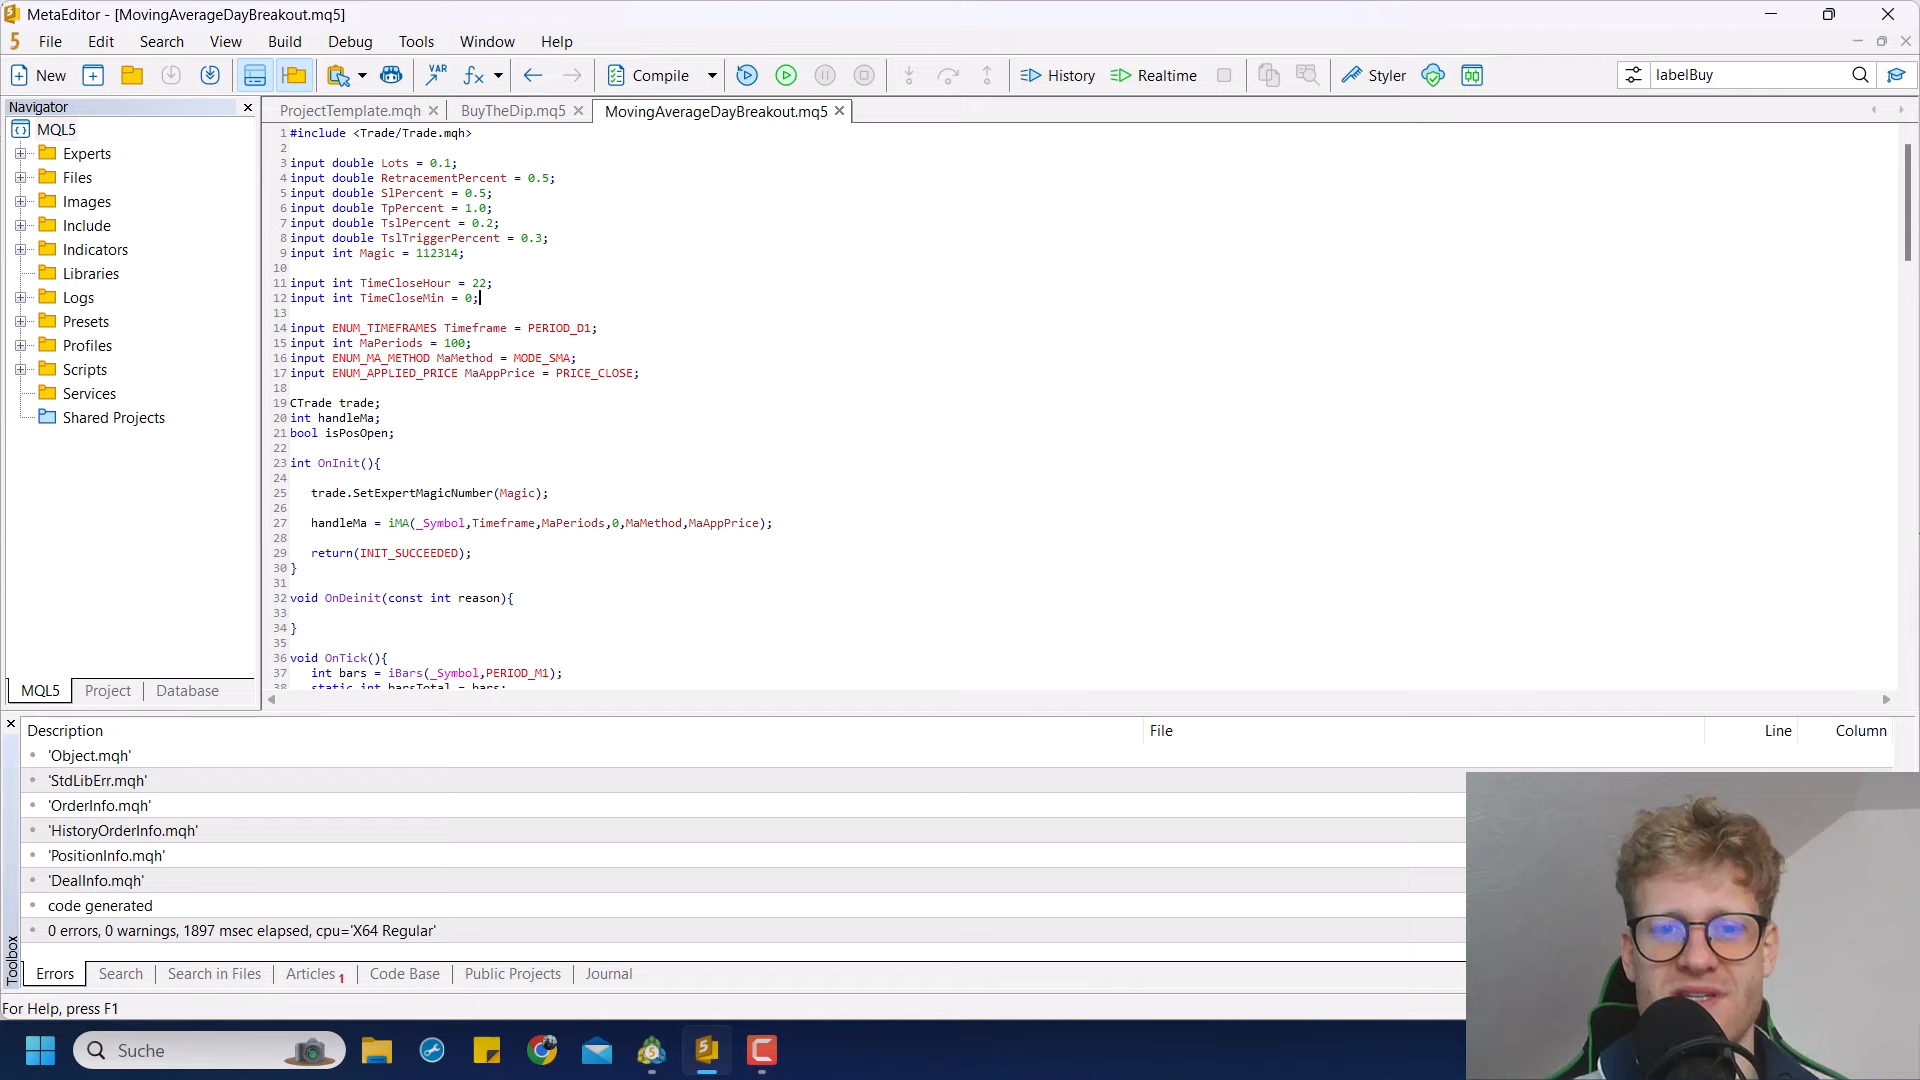 MetaEditor - [MovingAverageDayBreakout.mq5]
File Edit Search View Build Debug Tools Window Help
New VAR Compile History Realtime Styler labelBuy
Navigator
MQL5
Experts
Files
Images
Include
Indicators
Libraries
Logs
Presets
Profiles
Scripts
Services
Shared Projects
MQL5 Project Database
ProjectTemplate.mqh BuyTheDip.mq5 MovingAverageDayBreakout.mq5
1 #include <Trade/Trade.mqh>
2
3 input double Lots = 0.1;
4 input double RetracementPercent = 0.5;
5 input double SlPercent = 0.5;
6 input double TpPercent = 1.0;
7 input double TslPercent = 0.2;
8 input double TslTriggerPercent = 0.3;
9 input int Magic = 112314;
10
11 input int TimeCloseHour = 22;
12 input int TimeCloseMin = 0;
13
14 input ENUM_TIMEFRAMES Timeframe = PERIOD_D1;
15 input int MaPeriods = 100;
16 input ENUM_MA_METHOD MaMethod = MODE_SMA;
17 input ENUM_APPLIED_PRICE MaAppPrice = PRICE_CLOSE;
18
19 CTrade trade;
20 int handleMa;
21 bool isPosOpen;
22
23 int OnInit(){
24
25 trade.SetExpertMagicNumber(Magic);
26
27 handleMa = iMA(_Symbol,Timeframe,MaPeriods,0,MaMethod,MaAppPrice);
28
29 return(INIT_SUCCEEDED);
30 }
31
32 void OnDeinit(const int reason){
33
34 }
35
36 void OnTick(){
37 int bars = iBars(_Symbol,PERIOD_M1);
38 static int barsTotal = bars;
Description File Line Column
'Object.mqh'
'StdLibErr.mqh'
'OrderInfo.mqh'
'HistoryOrderInfo.mqh'
'PositionInfo.mqh'
'DealInfo.mqh'
code generated
0 errors, 0 warnings, 1897 msec elapsed, cpu='X64 Regular'
Toolbox
Errors Search Search in Files Articles 1 Code Base Public Projects Journal
For Help, press F1
Suche